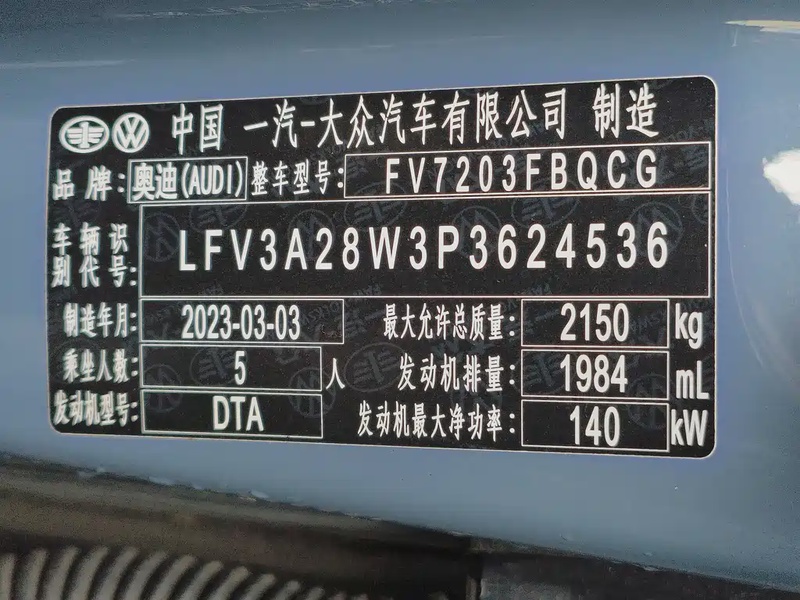 中国 一汽-大众汽车有限公司 制造
品牌: 奥迪(AUDI) 整车型号: FV7203FBQCG
车辆识别代号: LFV3A28W3P3624536
制造年月: 2023-03-03 最大允许总质量: 2150 kg
乘坐人数: 5 人 发动机排量: 1984 mL
发动机型号: DTA 发动机最大净功率: 140 kW